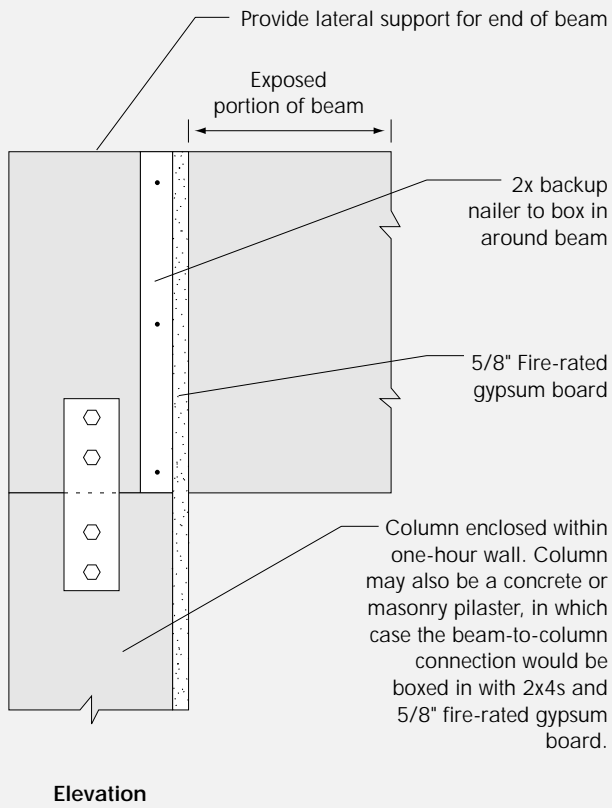 Provide lateral support for end of beam
Exposed
portion of beam
2x backup
nailer to box in
around beam
5/8" Fire-rated
gypsum board
Column enclosed within
one-hour wall. Column
may also be a concrete or
masonry pilaster, in which
case the beam-to-column
connection would be
boxed in with 2x4s and
5/8" fire-rated gypsum
board.
Elevation